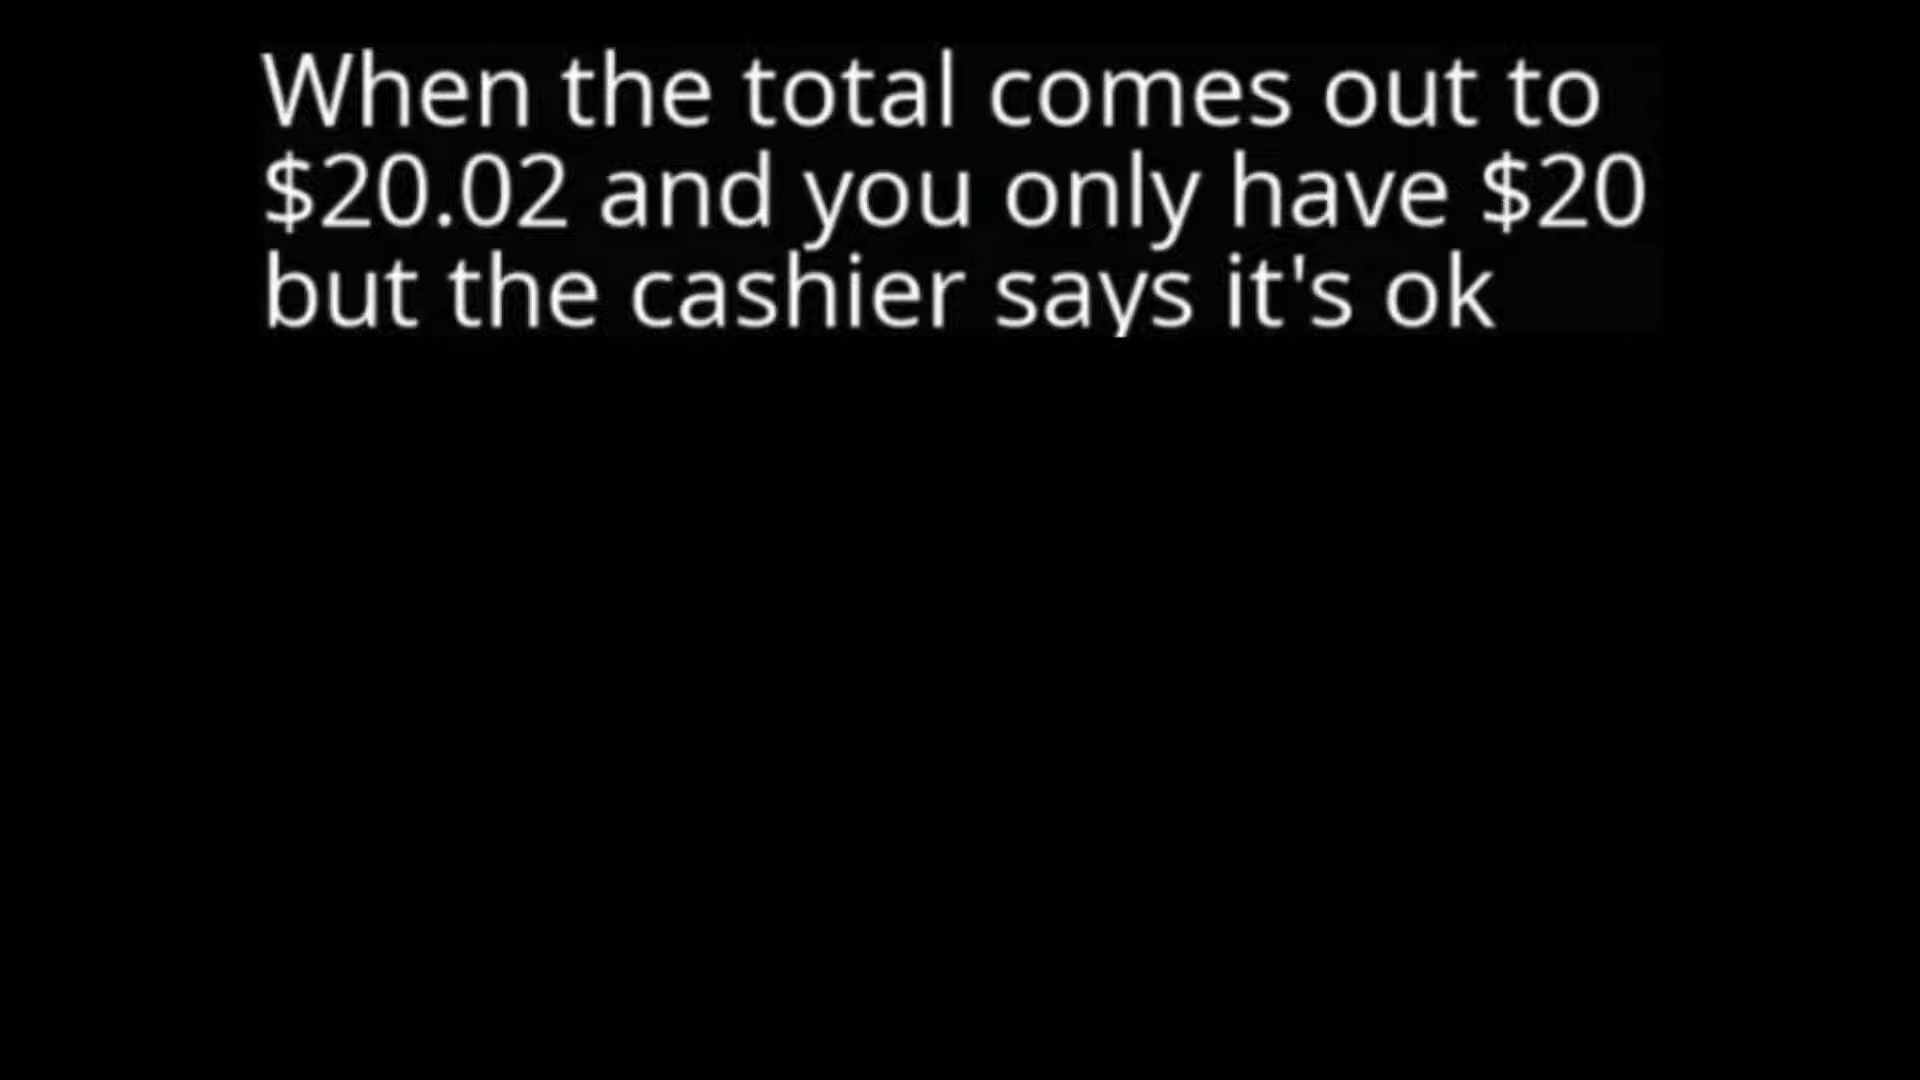 When the total comes out to
$20.02 and you only have $20
but the cashier says it's ok